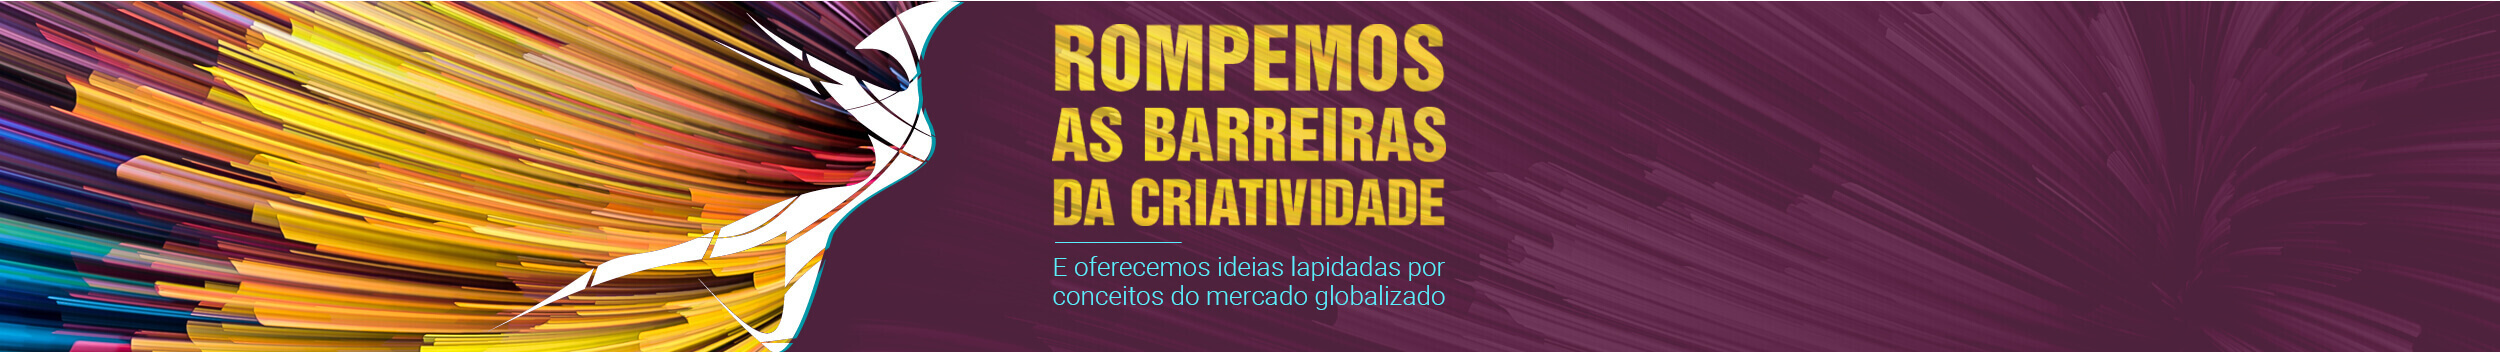 ROMPEMOS
AS BARREIRAS
DA CRIATIVIDADE
E oferecemos ideias lapidadas por
conceitos do mercado globalizado